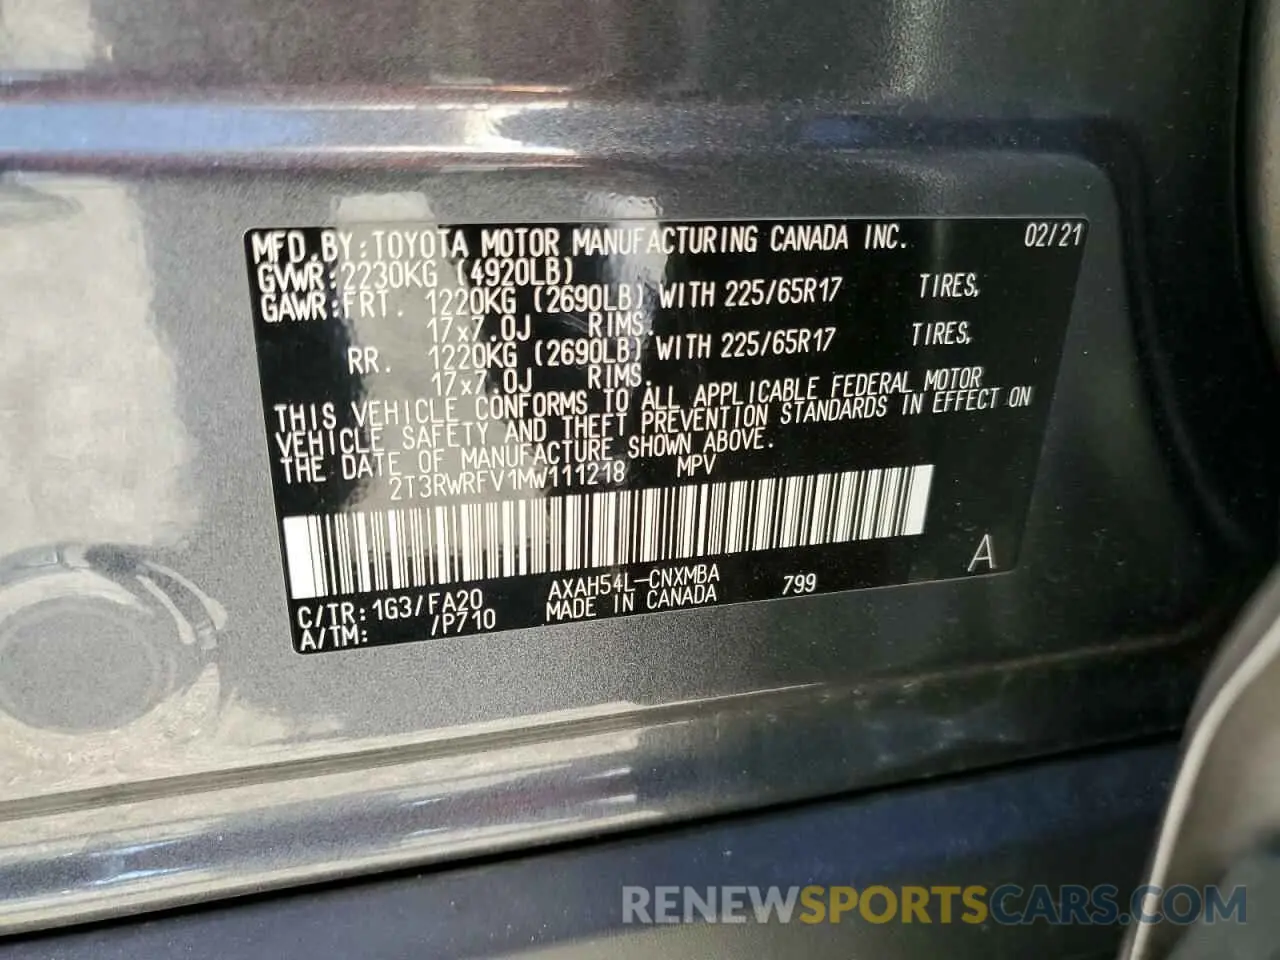 MFD. BY: TOYOTA MOTOR MANUFACTURING CANADA INC. 02/21
GVWR: 2230KG (4920LB)
GAWR: FRT. 1220KG (2690LB) WITH 225/65R17 TIRES,
17x7.0J RIMS.
RR. 1220KG (2690LB) WITH 225/65R17 TIRES,
17x7.0J RIMS.
THIS VEHICLE CONFORMS TO ALL APPLICABLE FEDERAL MOTOR
VEHICLE SAFETY AND THEFT PREVENTION STANDARDS IN EFFECT ON
THE DATE OF MANUFACTURE SHOWN ABOVE.
2T3RWRFV1MW111218 MPV
A
C/TR: 1G3/FA20 AXAH54L-CNXMBA 799
A/TM: /P710 MADE IN CANADA
RENEWSPORTSCARS.COM